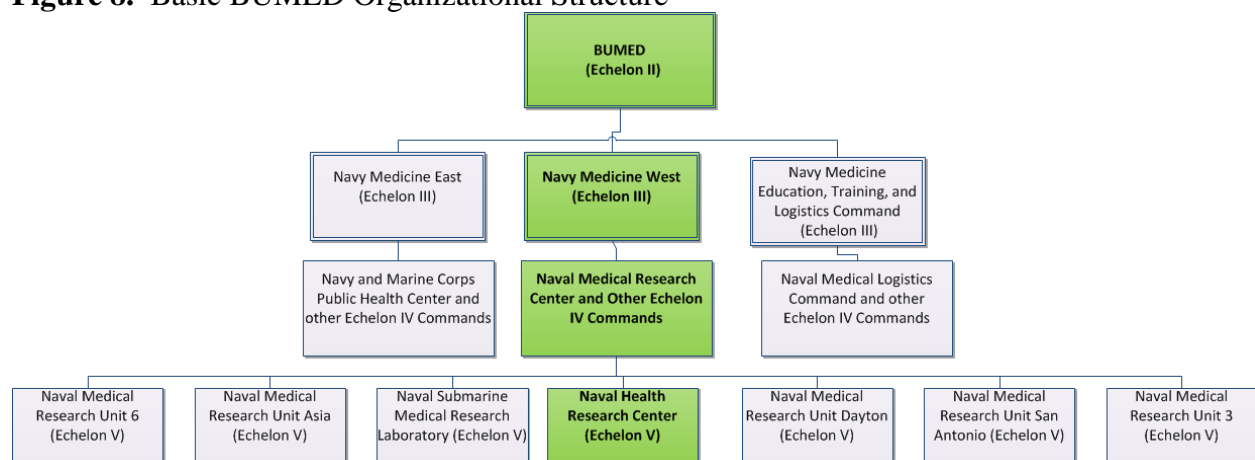 Figure 8. Basic BUMED Organizational Structure
BUMED
(Echelon II)
Navy Medicine East
(Echelon III)
Navy Medicine West
(Echelon III)
Navy Medicine
Education, Training, and
Logistics Command
(Echelon III)
Navy and Marine Corps
Public Health Center and
other Echelon IV Commands
Naval Medical Research
Center and Other Echelon
IV Commands
Naval Medical Logistics
Command and other
Echelon IV Commands
Naval Medical
Research Unit 6
(Echelon V)
Naval Medical
Research Unit Asia
(Echelon V)
Naval Submarine
Medical Research
Laboratory (Echelon V)
Naval Health
Research Center
(Echelon V)
Naval Medical
Research Unit Dayton
(Echelon V)
Naval Medical
Research Unit San
Antonio (Echelon V)
Naval Medical
Research Unit 3
(Echelon V)